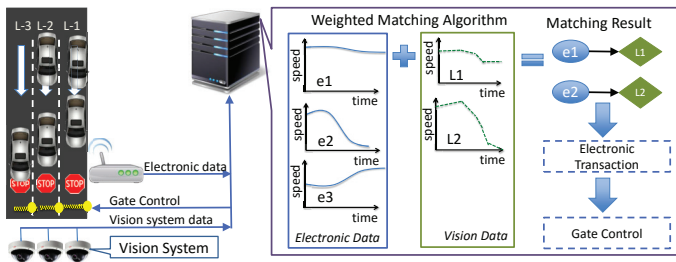 L-3
L-2
L-1
STOP
STOP
STOP
Electronic data
Gate Control
Vision system data
Vision System
Weighted Matching Algorithm
Matching Result
speed
e1
time
speed
e2
time
speed
e3
time
Electronic Data
speed
L1
time
speed
L2
time
Vision Data
e1
L1
e2
L2
Electronic
Transaction
Gate Control